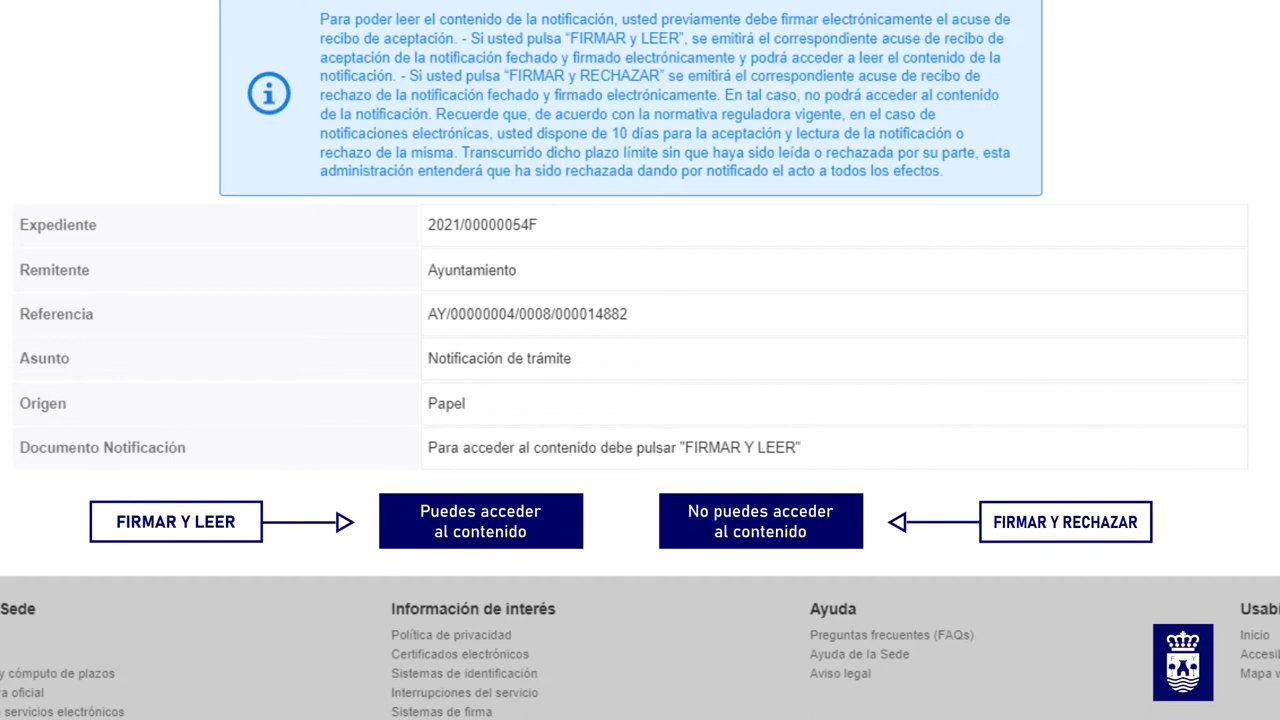 Para poder leer el contenido de la notificación, usted previamente debe firmar electrónicamente el acuse de
recibo de aceptación. - Si usted pulsa “FIRMAR y LEER”, se emitirá el correspondiente acuse de recibo de
aceptación de la notificación fechado y firmado electrónicamente y podrá acceder a leer el contenido de la
notificación. - Si usted pulsa “FIRMAR y RECHAZAR” se emitirá el correspondiente acuse de recibo de
rechazo de la notificación fechado y firmado electrónicamente. En tal caso, no podrá acceder al contenido
de la notificación. Recuerde que, de acuerdo con la normativa reguladora vigente, en el caso de
notificaciones electrónicas, usted dispone de 10 días para la aceptación y lectura de la notificación o
rechazo de la misma. Transcurrido dicho plazo límite sin que haya sido leída o rechazada por su parte, esta
administración entenderá que ha sido rechazada dando por notificado el acto a todos los efectos.
Expediente 2021/00000054F
Remitente Ayuntamiento
Referencia AY/00000004/0008/000014882
Asunto Notificación de trámite
Origen Papel
Documento Notificación Para acceder al contenido debe pulsar "FIRMAR Y LEER"
FIRMAR Y LEER
Puedes acceder
al contenido
No puedes acceder
al contenido
FIRMAR Y RECHAZAR
Sede
y cómputo de plazos
a oficial
servicios electrónicos
Información de interés
Política de privacidad
Certificados electrónicos
Sistemas de identificación
Interrupciones del servicio
Sistemas de firma
Ayuda
Preguntas frecuentes (FAQs)
Ayuda de la Sede
Aviso legal
Usabi
Inicio
Accesi
Mapa w